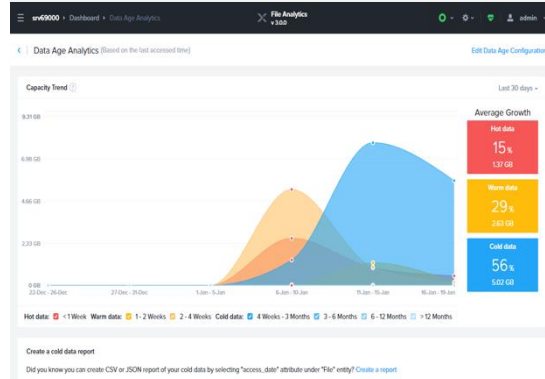 srv69000 • Dashboard • Data Age Analytics
File Analytics
v 3.0.0
admin
Data Age Analytics (Based on the last accessed time)
Edit Data Age Configuration
Capacity Trend
Last 30 days
Average Growth
8.31 GB
6.98 GB
4.66 GB
2.33 GB
0 GB
22-Dec - 26-Dec
27-Dec - 31-Dec
1-Jan - 5-Jan
6-Jan - 10-Jan
11-Jan - 15-Jan
16-Jan - 19-Jan
Hot data
15%
1.37 GB
Warm data
29%
2.63 GB
Cold data
56%
5.02 GB
Hot data: < 1 Week Warm data: 1 - 2 Weeks 2 - 4 Weeks Cold data: 4 Weeks - 3 Months 3 - 6 Months 6 - 12 Months > 12 Months
Create a cold data report
Did you know you can create CSV or JSON report of your cold data by selecting "access_date" attribute under "File" entity? Create a report